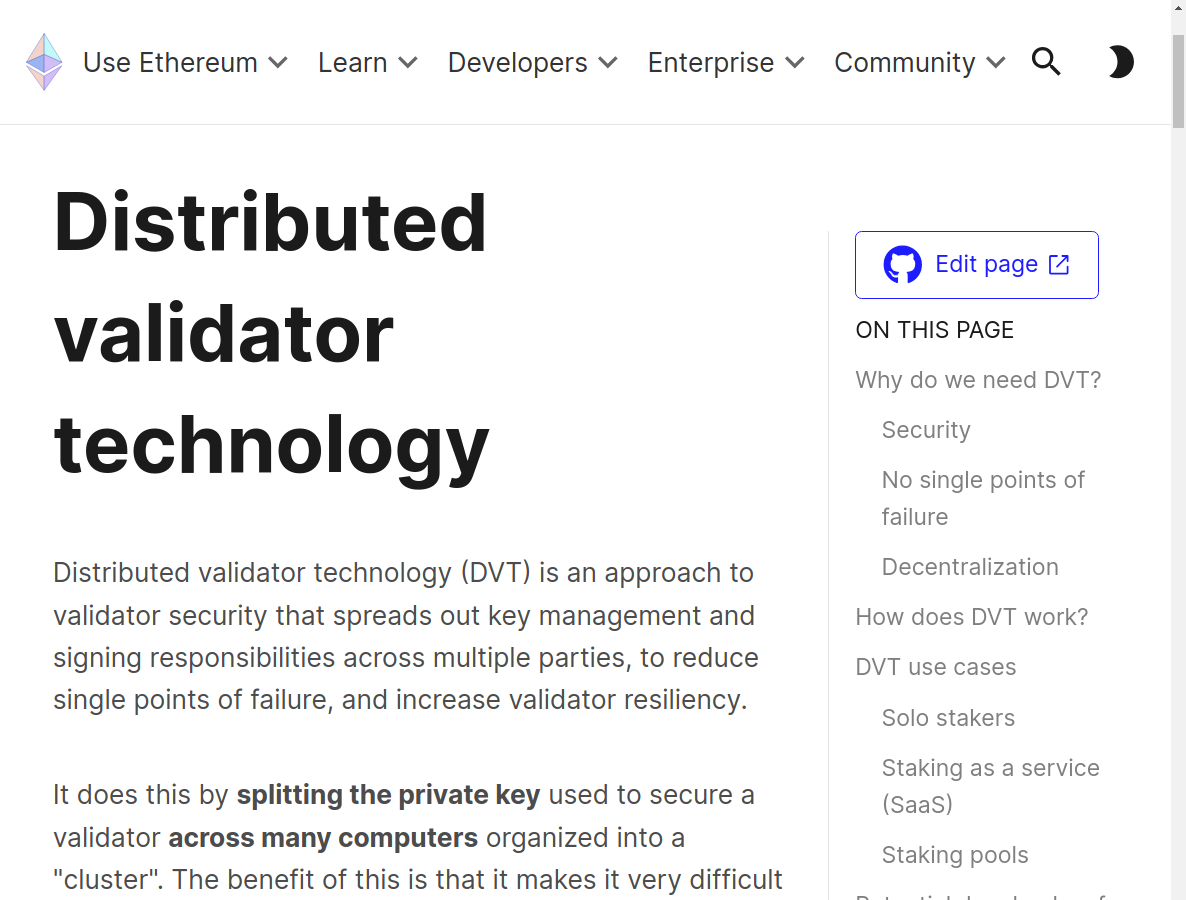 Use Ethereum
Learn
Developers
Enterprise
Community
Distributed
validator
technology
Distributed validator technology (DVT) is an approach to
validator security that spreads out key management and
signing responsibilities across multiple parties, to reduce
single points of failure, and increase validator resiliency.
It does this by splitting the private key used to secure a
validator across many computers organized into a
"cluster". The benefit of this is that it makes it very difficult
Edit page
ON THIS PAGE
Why do we need DVT?
Security
No single points of
failure
Decentralization
How does DVT work?
DVT use cases
Solo stakers
Staking as a service
(SaaS)
Staking pools